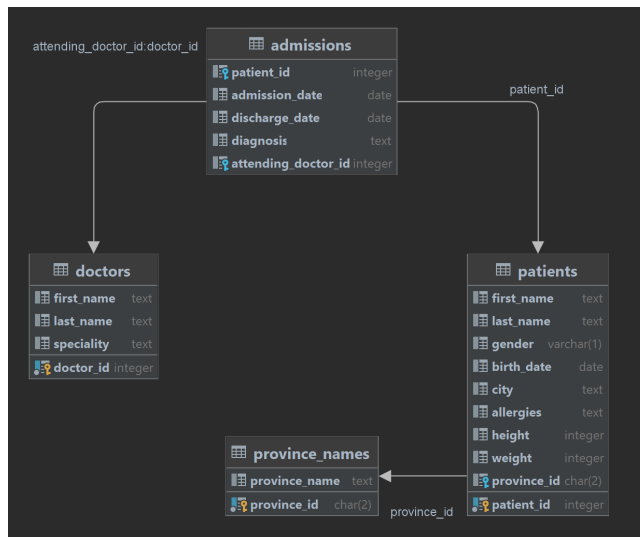 attending_doctor_id:doctor_id
admissions
patient_id integer
admission_date date
discharge_date date
diagnosis text
attending_doctor_id integer
patient_id
doctors
first_name text
last_name text
speciality text
doctor_id integer
patients
first_name text
last_name text
gender varchar(1)
birth_date date
city text
allergies text
height integer
weight integer
province_id char(2)
patient_id integer
province_names
province_name text
province_id char(2)
province_id